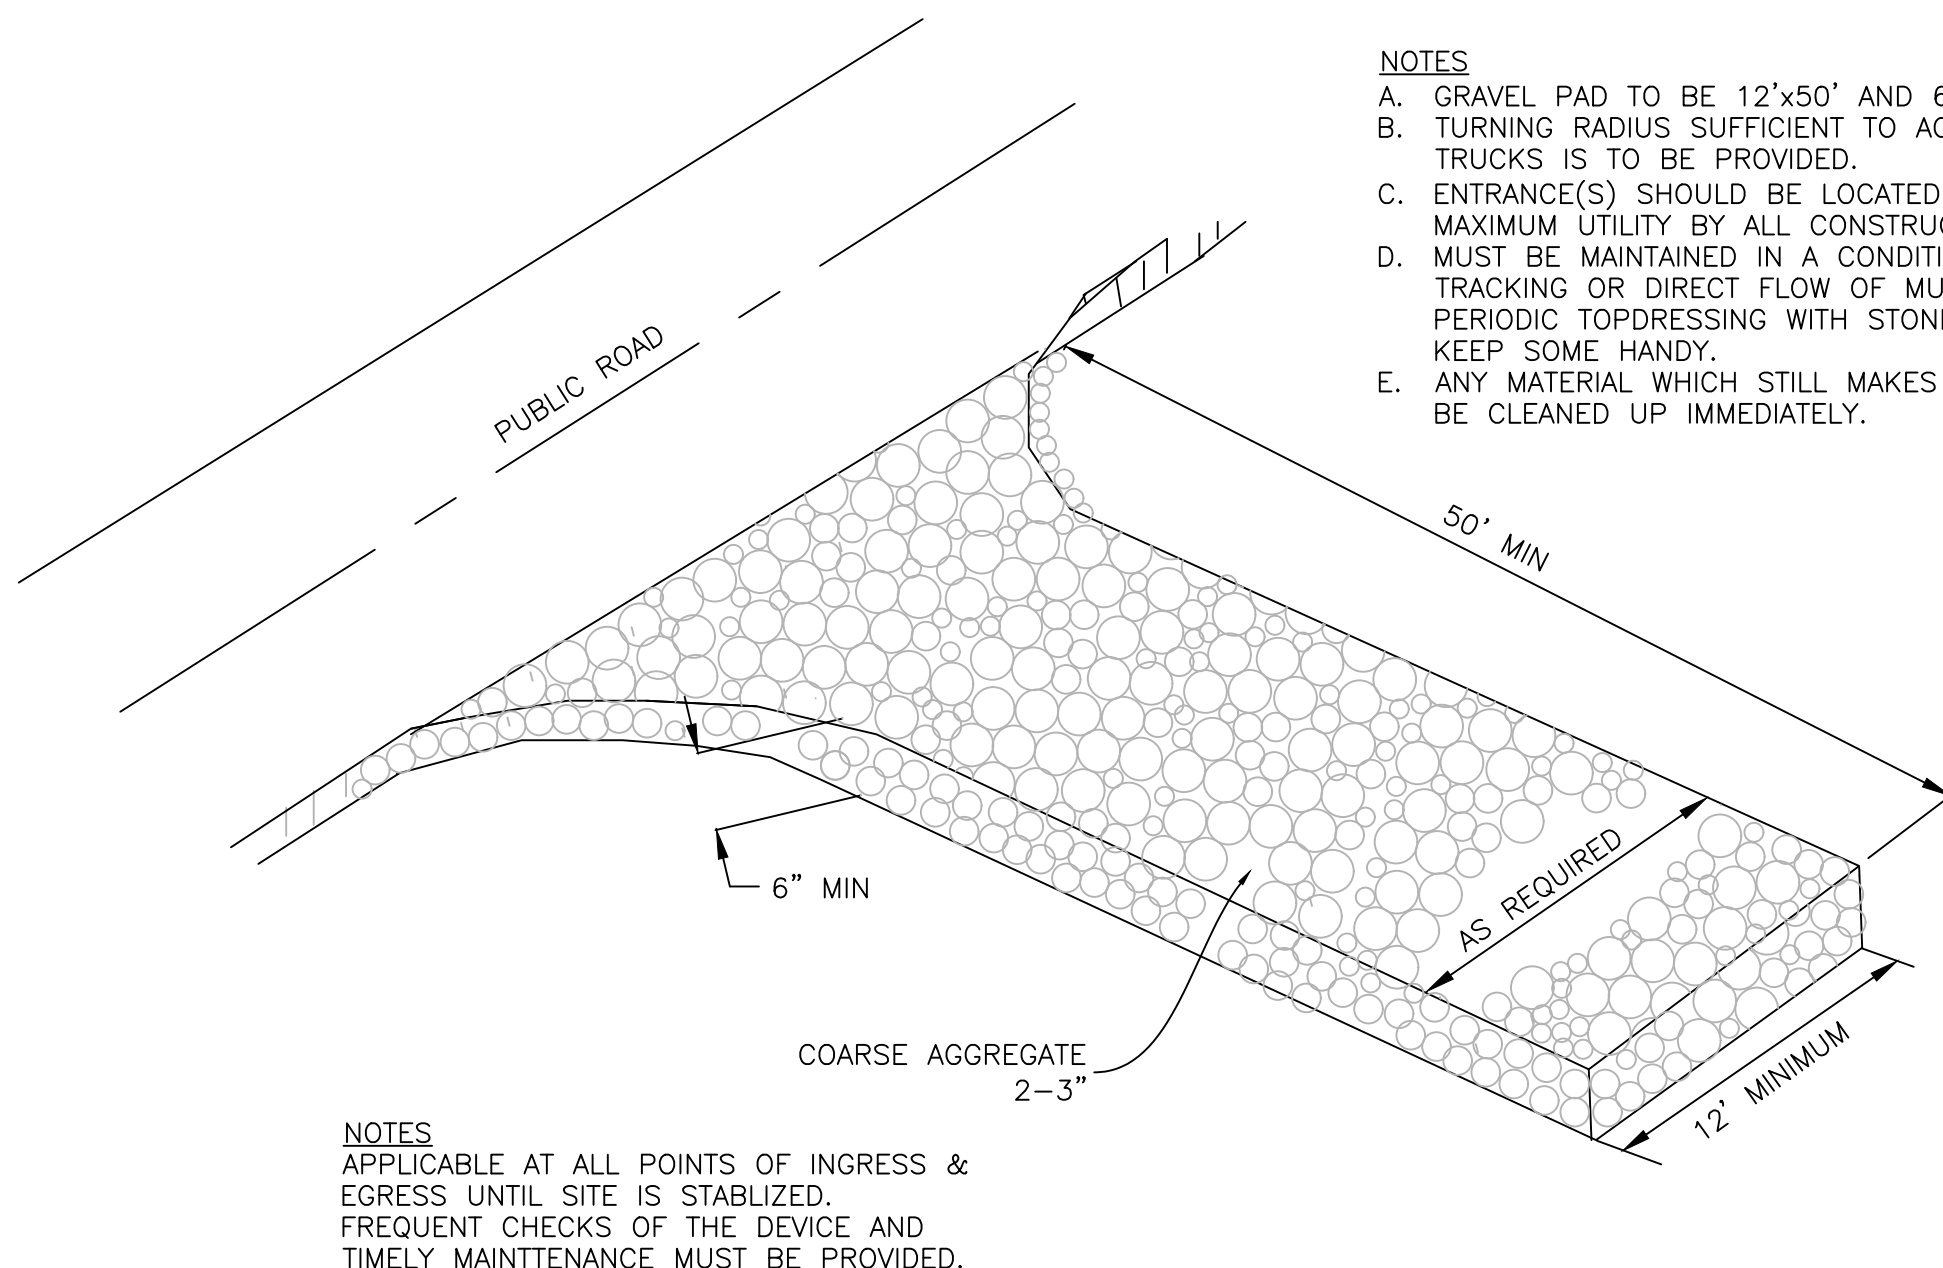 NOTES
A. GRAVEL PAD TO BE 12'x50' AND 6
B. TURNING RADIUS SUFFICIENT TO
TRUCKS IS TO BE PROVIDED.
C. ENTRANCE(S) SHOULD BE LOCATED
MAXIMUM UTILITY BY ALL
D. MUST BE MAINTAINED IN A
TRACKING OR DIRECT FLOW OF
PERIODIC TOPDRESSING WITH
KEEP SOME HANDY.
E. ANY MATERIAL WHICH STILL MAKES
BE CLEANED UP IMMEDIATELY.
PUBLIC ROAD
50' MIN
AS REQUIRED
6" MIN
COARSE AGGREGATE
2-3"
12' MINIMUM
NOTES
APPLICABLE AT ALL POINTS OF INGRESS &
EGRESS UNTIL SITE IS STABLIZED.
FREQUENT CHECKS OF THE DEVICE AND
TIMELY MAINTTENANCE MUST BE PROVIDED.